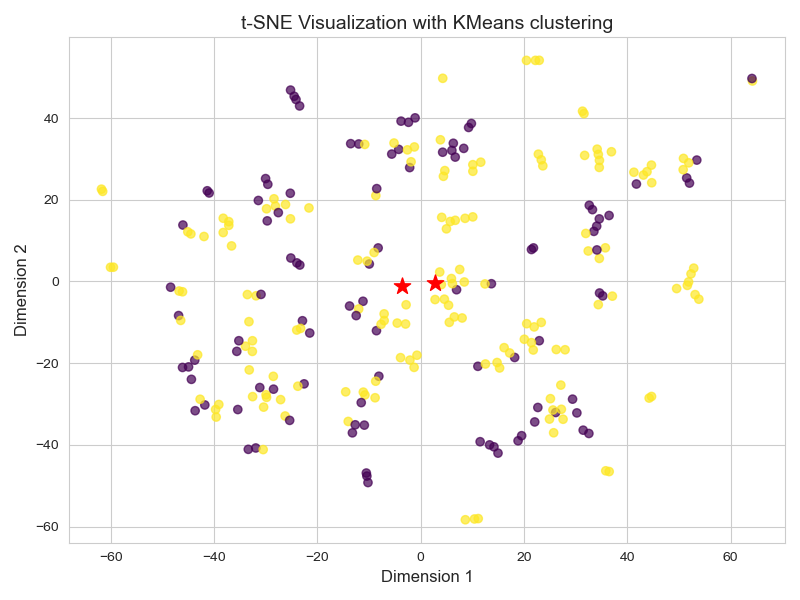 t-SNE Visualization with KMeans clustering
Dimension 2
40
20
0
−20
−40
−60
−60 −40 −20 0 20 40 60
Dimension 1